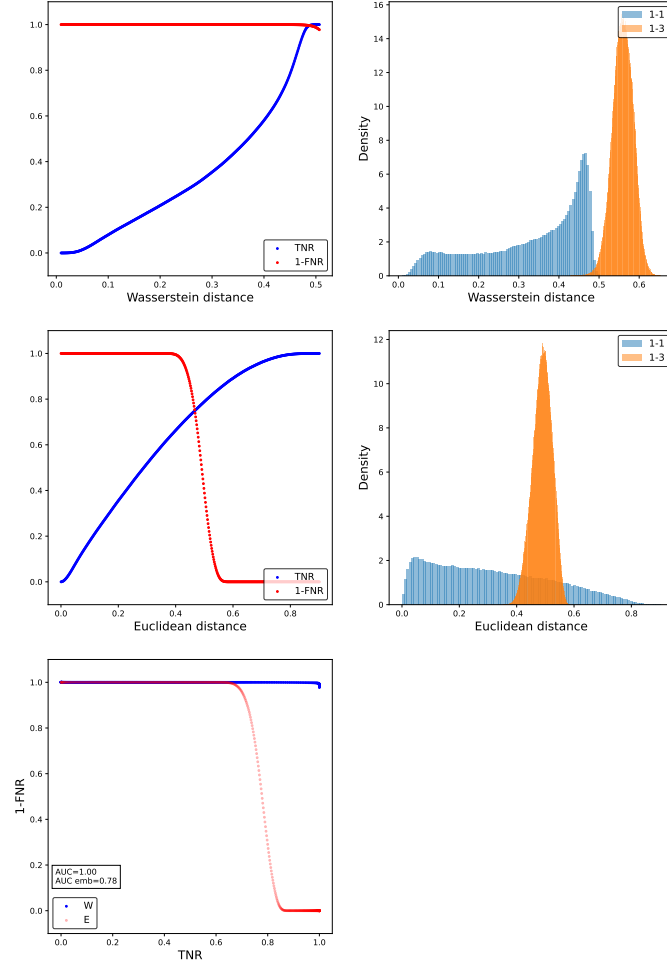 1.0
0.8
0.6
0.4
0.2
0.0
0.0 0.1 0.2 0.3 0.4 0.5
Wasserstein distance
TNR
1-FNR
16
14
12
10
8
6
4
2
0
Density
0.0 0.1 0.2 0.3 0.4 0.5 0.6
Wasserstein distance
1-1
1-3
1.0
0.8
0.6
0.4
0.2
0.0
0.0 0.2 0.4 0.6 0.8
Euclidean distance
TNR
1-FNR
12
10
8
6
4
2
0
Density
0.0 0.2 0.4 0.6 0.8
Euclidean distance
1-1
1-3
1-FNR
1.0
0.8
0.6
0.4
0.2
0.0
AUC=1.00
AUC emb=0.78
W
E
0.0 0.2 0.4 0.6 0.8 1.0
TNR